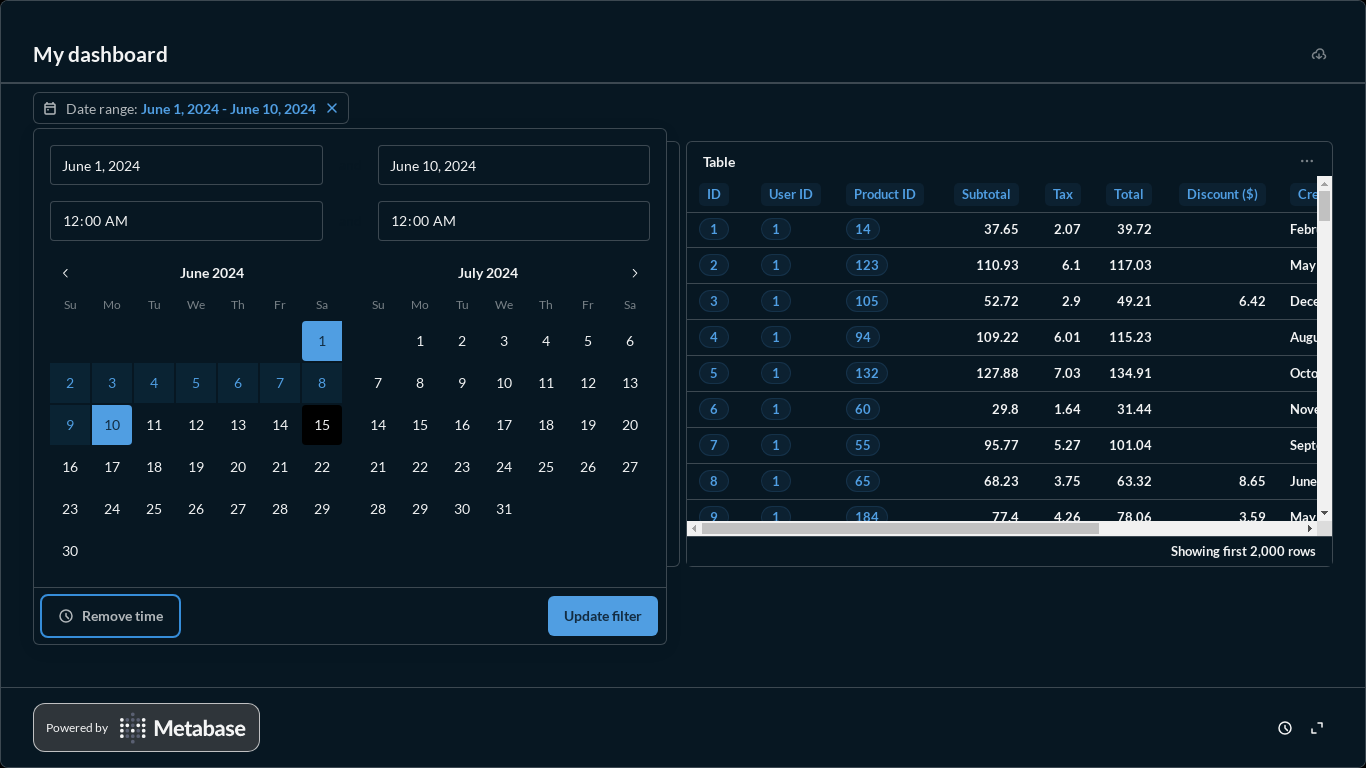 My dashboard
Date range: June 1, 2024 - June 10, 2024
June 1, 2024
June 10, 2024
12:00 AM
12:00 AM
June 2024
Su Mo Tu We Th Fr Sa
1
2 3 4 5 6 7 8
9 10 11 12 13 14 15
16 17 18 19 20 21 22
23 24 25 26 27 28 29
30
July 2024
Su Mo Tu We Th Fr Sa
1 2 3 4 5 6
7 8 9 10 11 12 13
14 15 16 17 18 19 20
21 22 23 24 25 26 27
28 29 30 31
Remove time
Update filter
Table
ID User ID Product ID Subtotal Tax Total Discount ($) Cre
1 1 14 37.65 2.07 39.72 Febru
2 1 123 110.93 6.1 117.03 May
3 1 105 52.72 2.9 49.21 6.42 Dece
4 1 94 109.22 6.01 115.23 Augu
5 1 132 127.88 7.03 134.91 Octo
6 1 60 29.8 1.64 31.44 Nove
7 1 55 95.77 5.27 101.04 Sept
8 1 65 68.23 3.75 63.32 8.65 June
9 1 184 77.4 4.26 78.06 3.59 May
Showing first 2,000 rows
Powered by Metabase